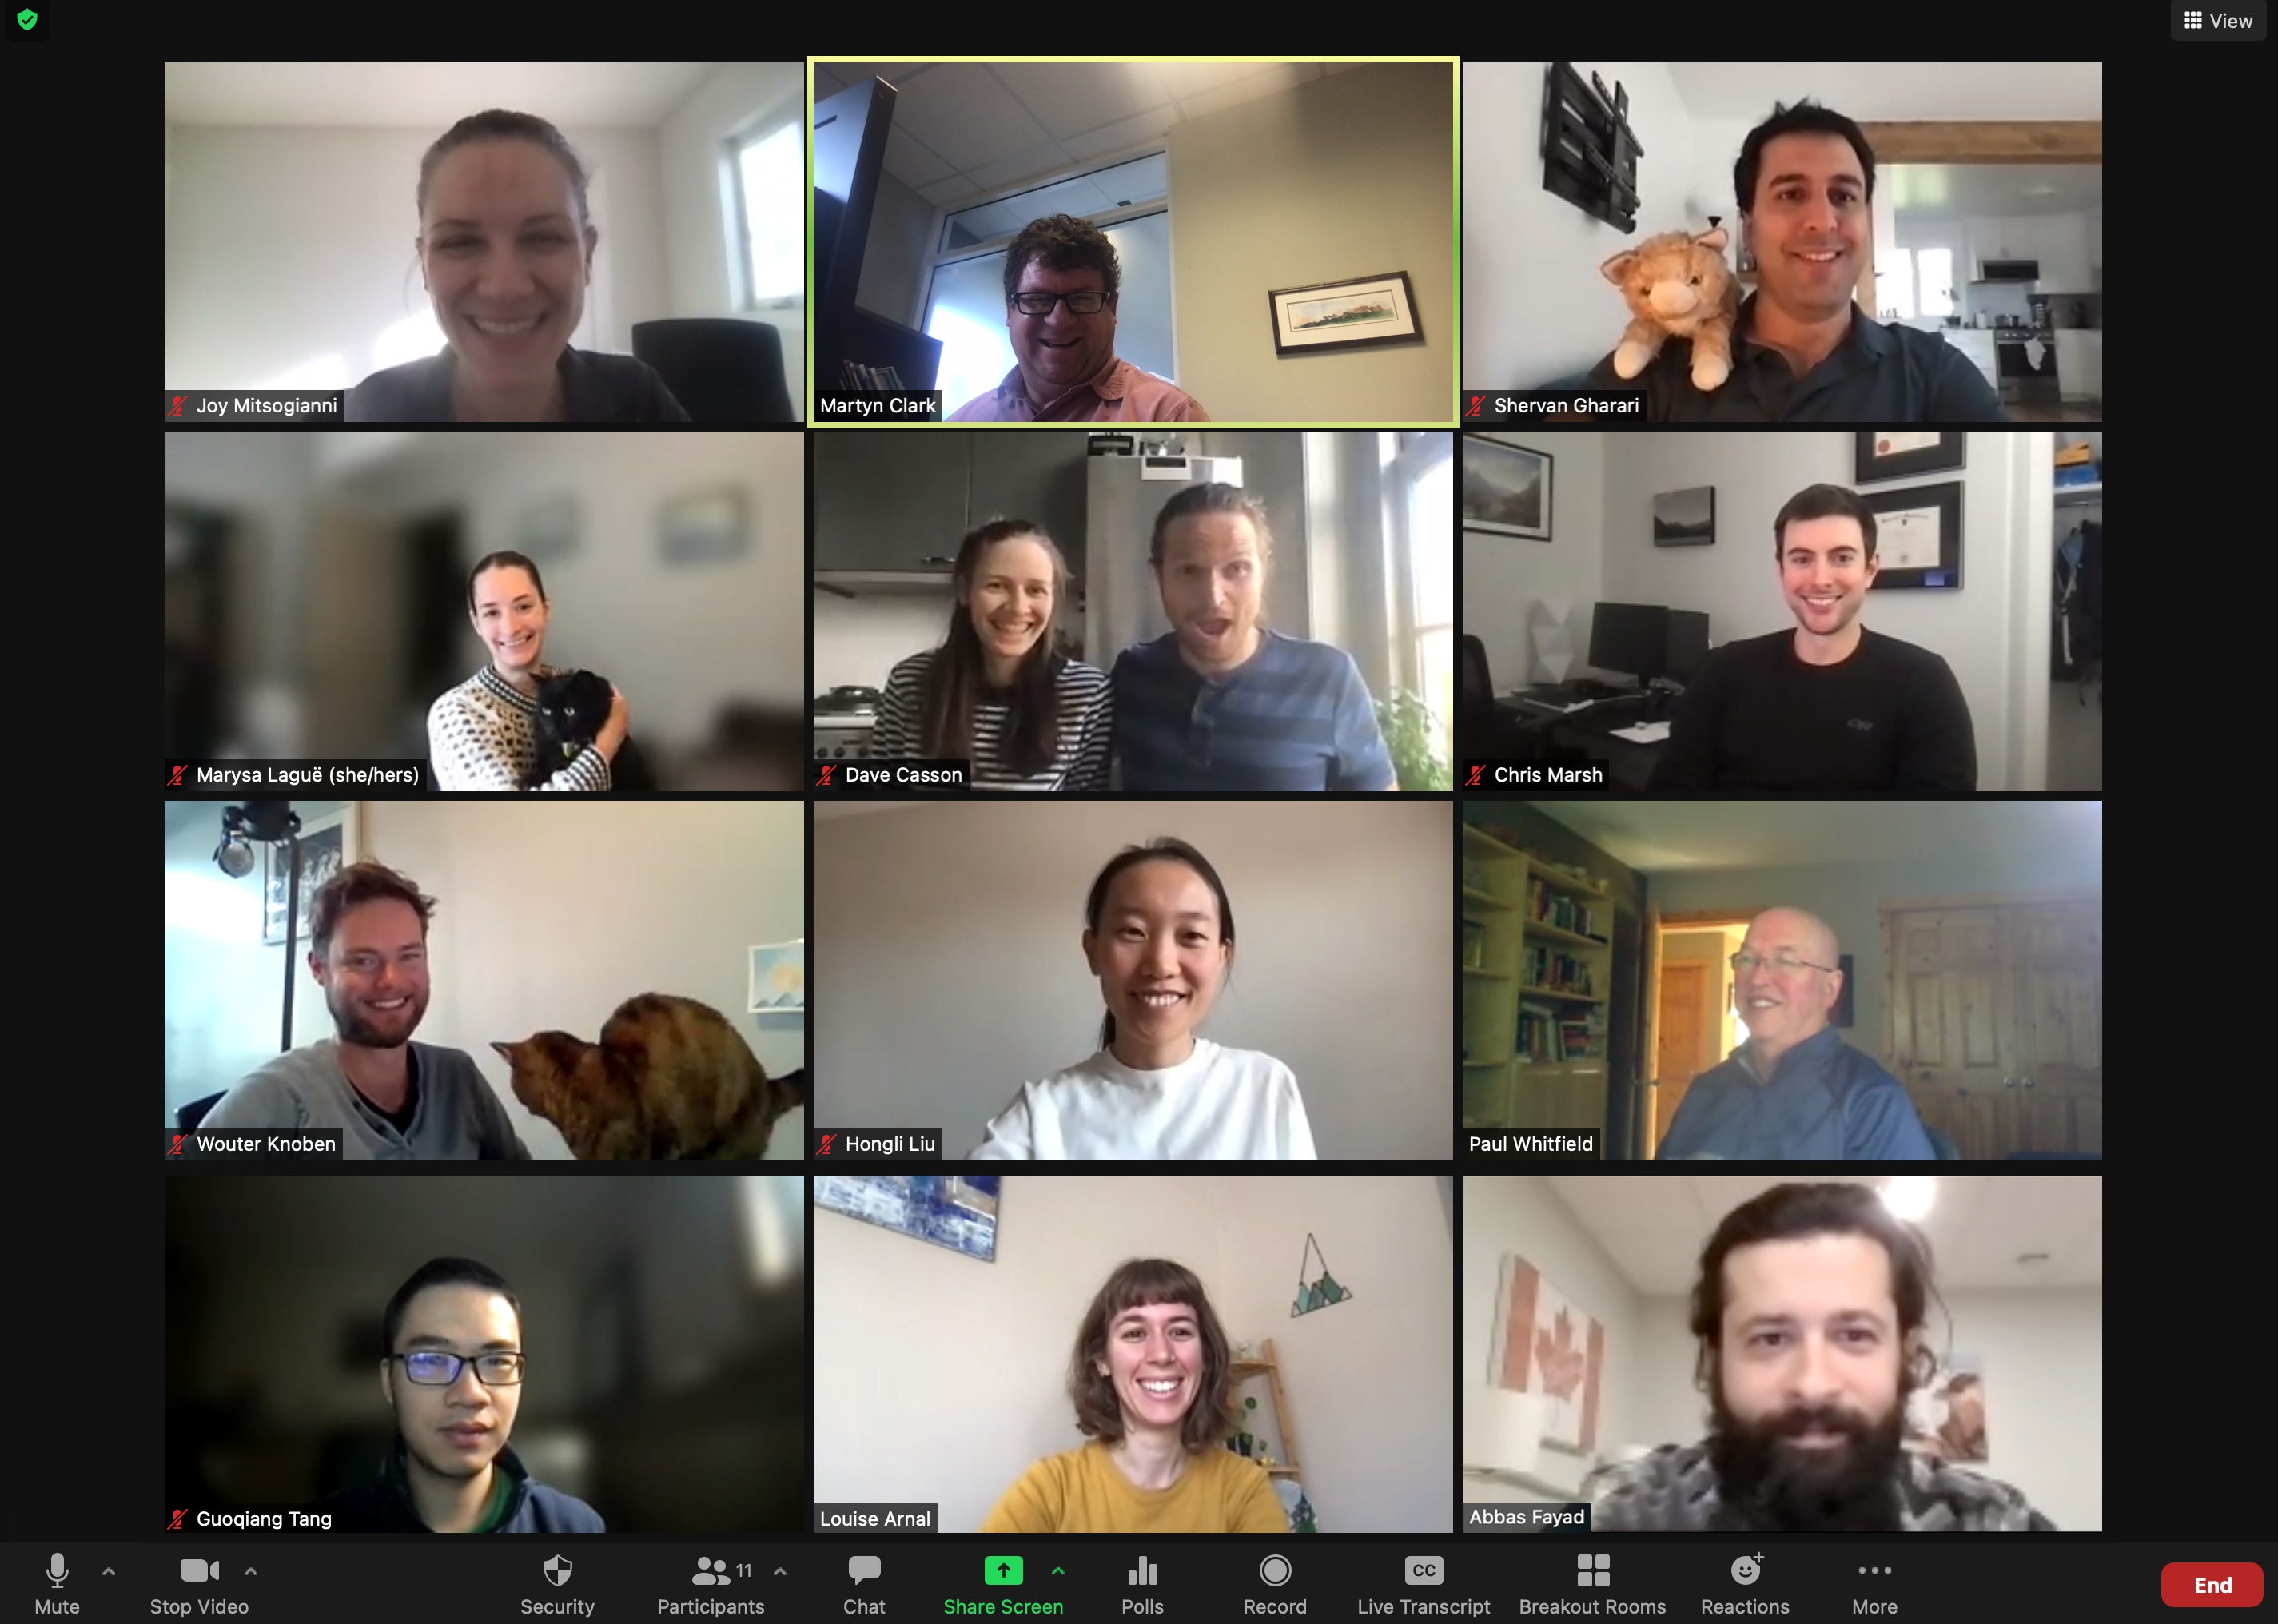 View
Joy Mitsogianni
Martyn Clark
Shervan Gharari
Marysa Laguë (she/hers)
Dave Casson
Chris Marsh
OR
Wouter Knoben
Hongli Liu
Paul Whitfield
Guoqiang Tang
Louise Arnal
Abbas Fayad
Mute
Stop Video
Security
11
Participants
Chat
Share Screen
Polls
Record
CC
Live Transcript
Breakout Rooms
Reactions
More
End